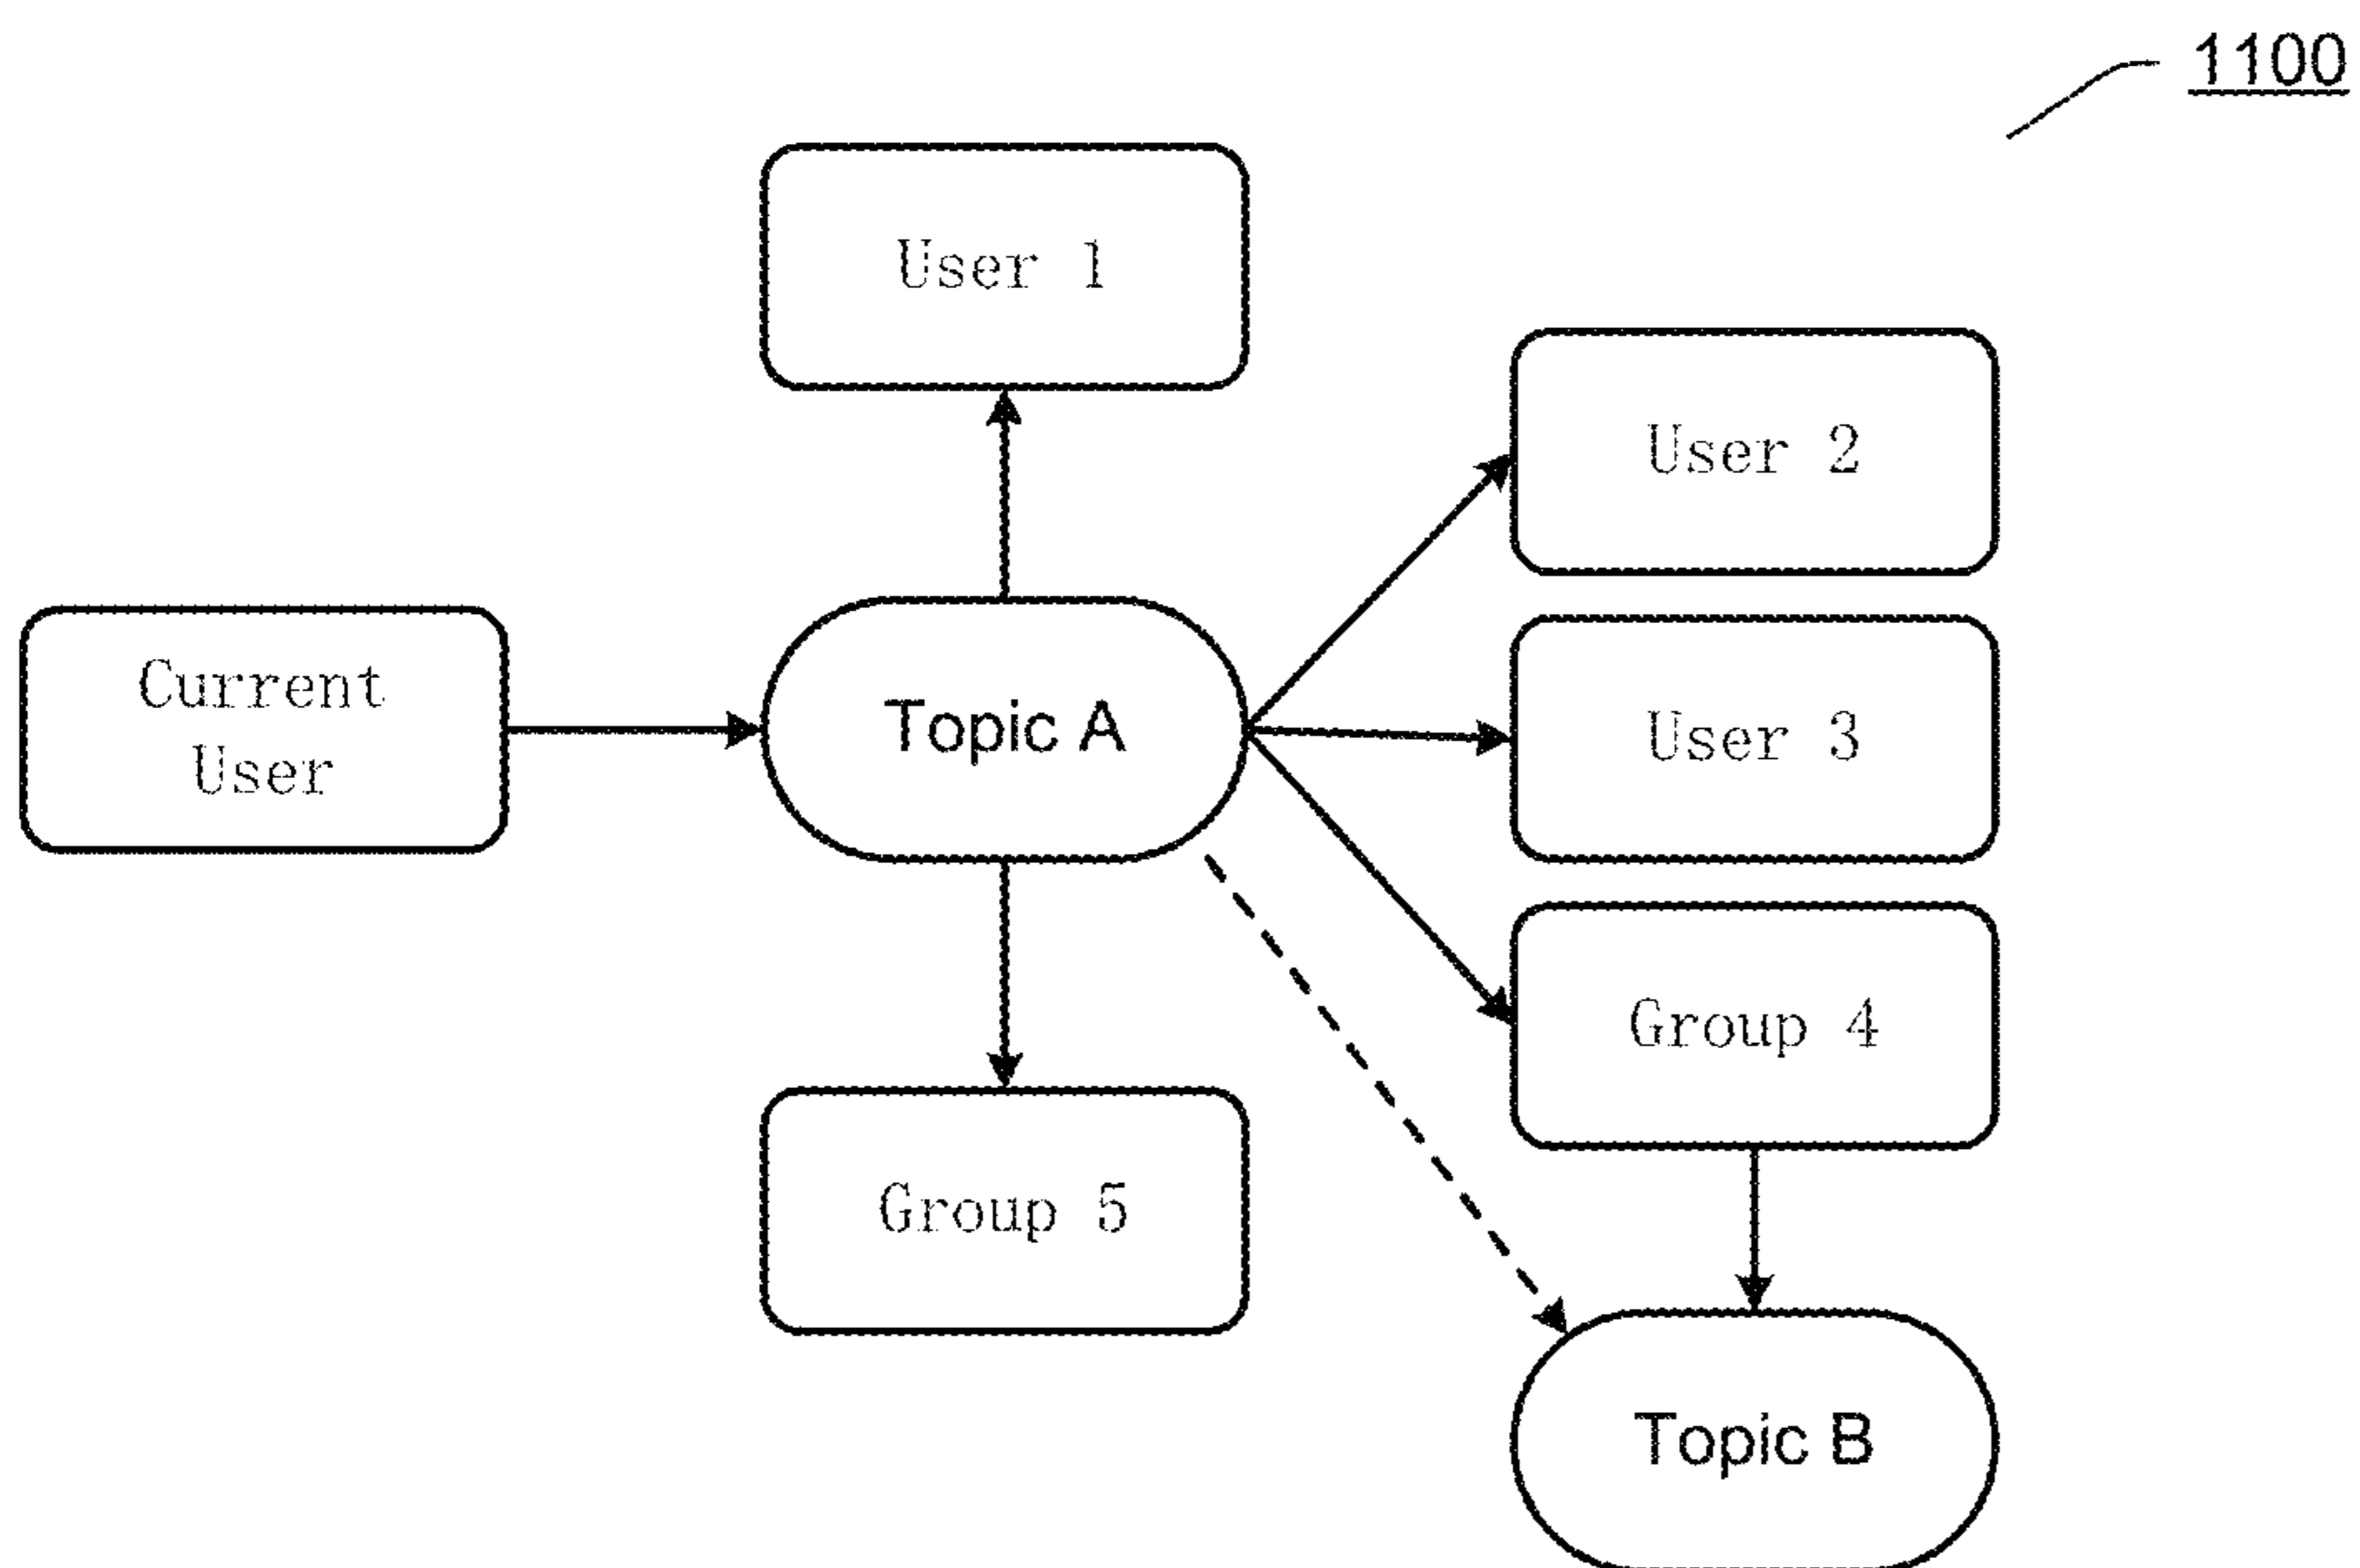 1100
User 1
User 2
Current
User
Topic A
User 3
Group 4
Group 5
Topic B